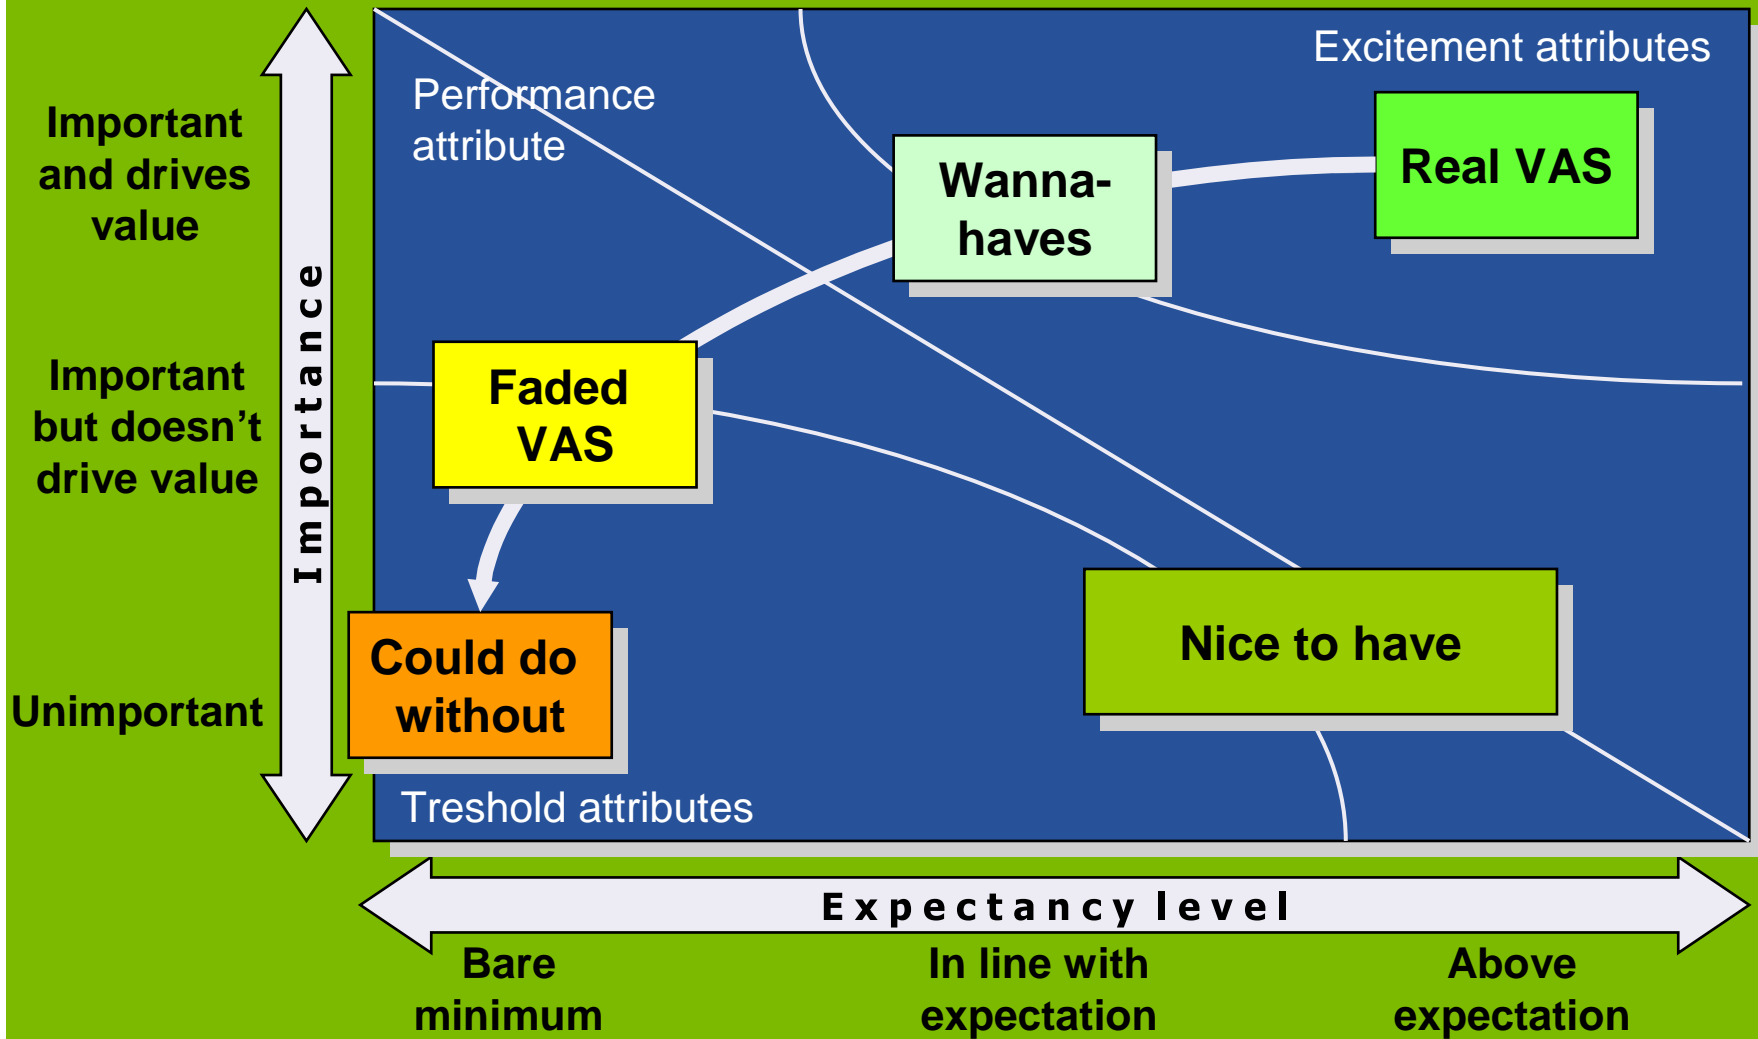 Excitement attributes
Performance
attribute
Important
and drives
value
Wanna-
haves
Real VAS
Importance
Important
but doesn't
drive value
Faded
VAS
Unimportant
Could do
without
Nice to have
Treshold attributes
Expectancy level
Bare
minimum
In line with
expectation
Above
expectation